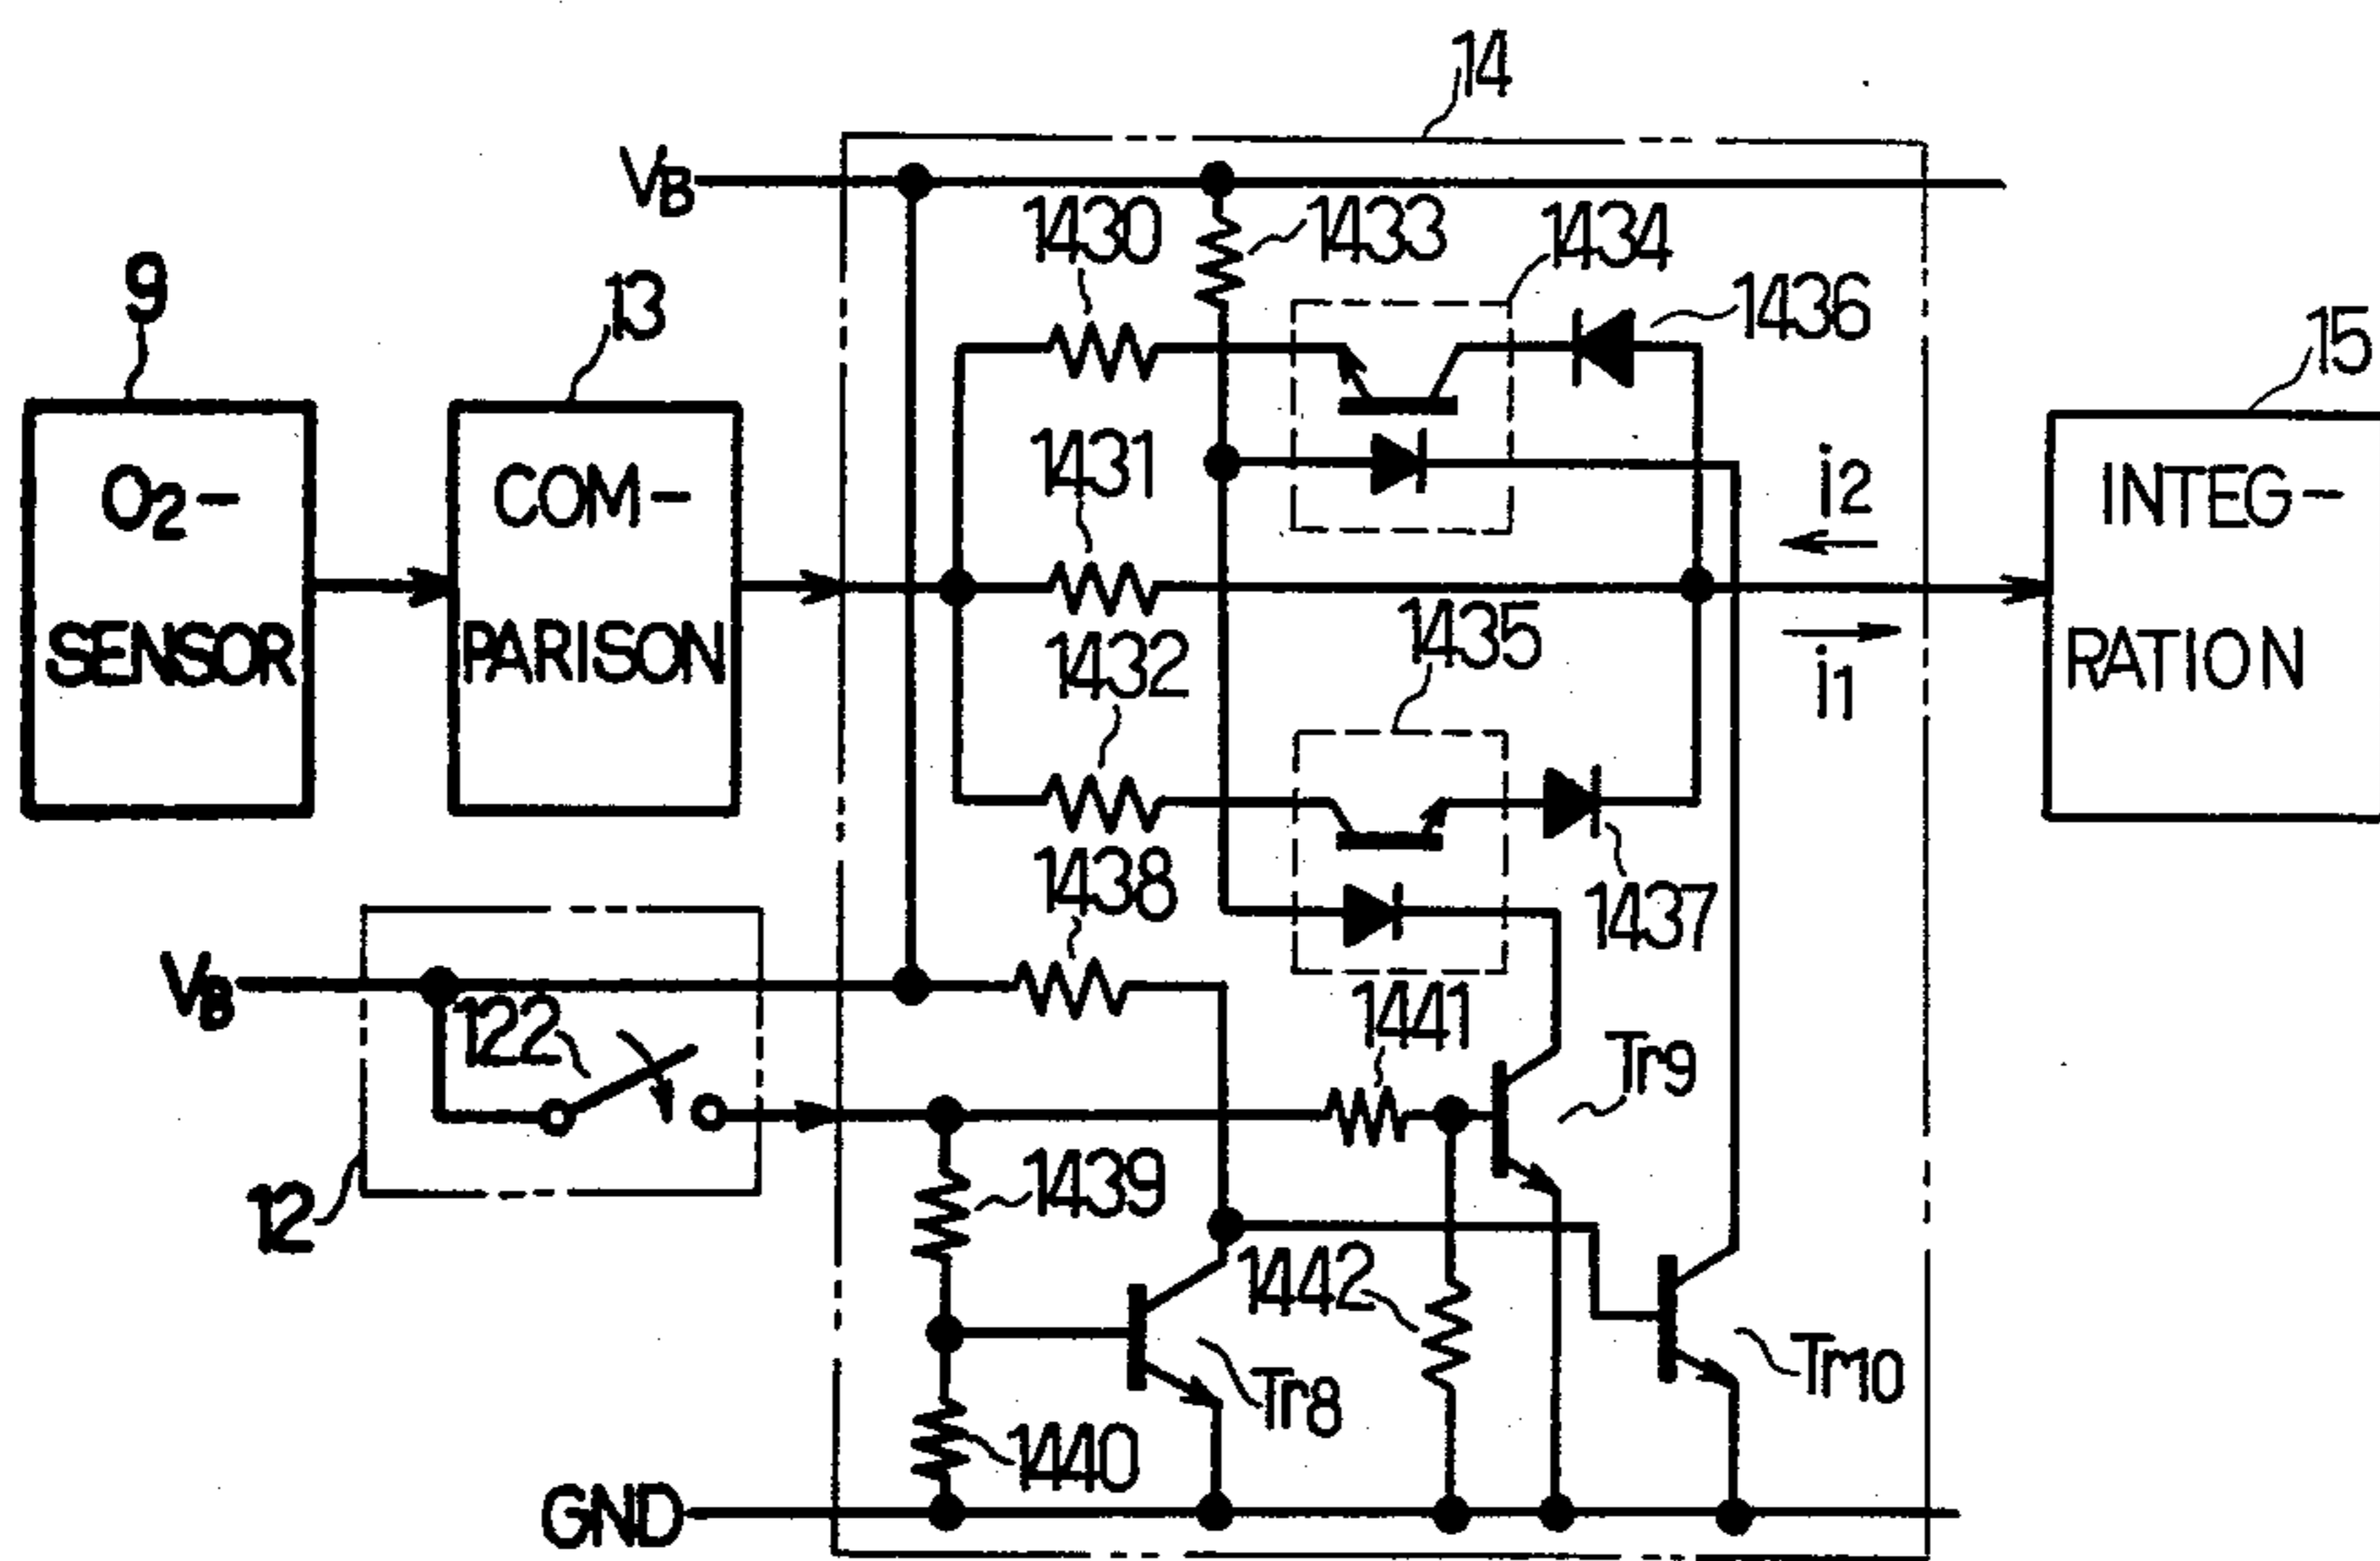 14
VB
1430
1433
1434
1436
9
13
15
O2-
SENSOR
COM-
PARISON
1431
i2
INTEG-
RATION
1432
1435
i1
1438
1437
VB
122
1441
Tr9
12
1439
1442
Tr10
Tr8
1440
GND